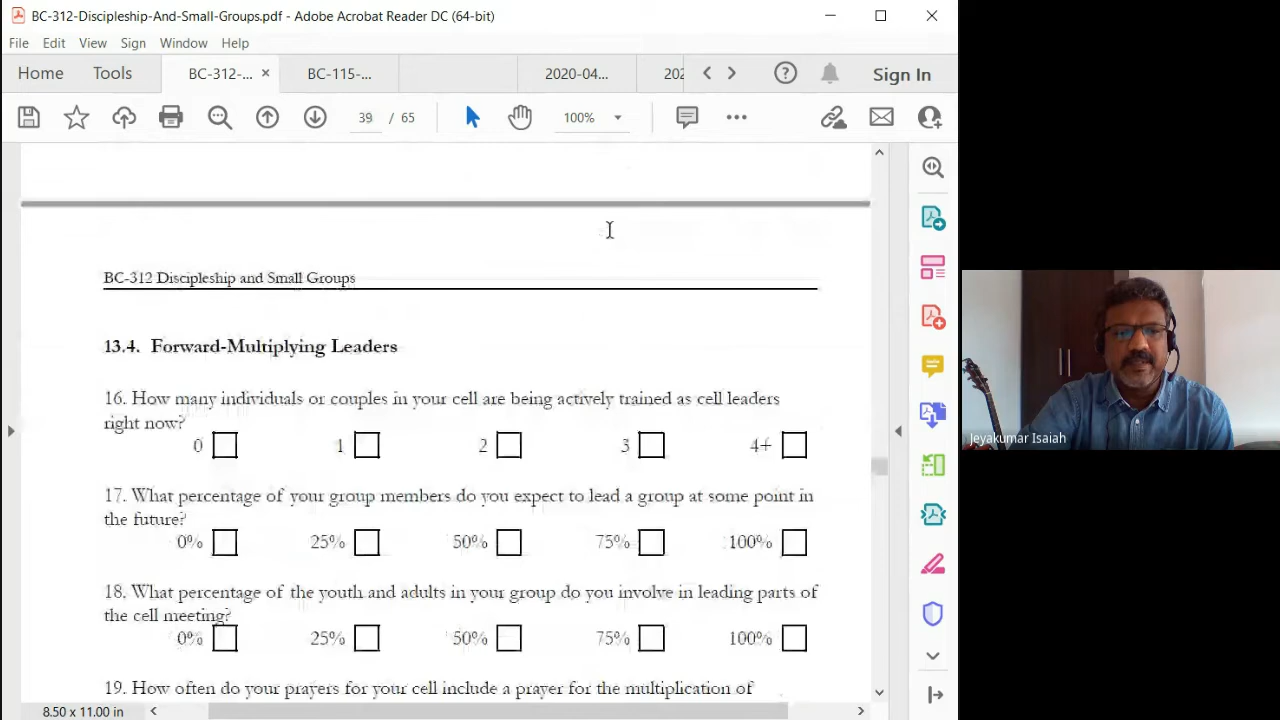 BC-312-Discipleship-And-Small-Groups.pdf - Adobe Acrobat Reader DC (64-bit)
File Edit View Sign Window Help
Home Tools BC-312-... × BC-115-... 2020-04... 202 Sign In
39 / 65 100%
BC-312 Discipleship and Small Groups
13.4. Forward-Multiplying Leaders
16. How many individuals or couples in your cell are being actively trained as cell leaders
right now?
0 1 2 3 4+
17. What percentage of your group members do you expect to lead a group at some point in
the future?
0% 25% 50% 75% 100%
18. What percentage of the youth and adults in your group do you involve in leading parts of
the cell meeting?
0% 25% 50% 75% 100%
19. How often do your prayers for your cell include a prayer for the multiplication of
8.50 x 11.00 in
Jeyakumar Isaiah